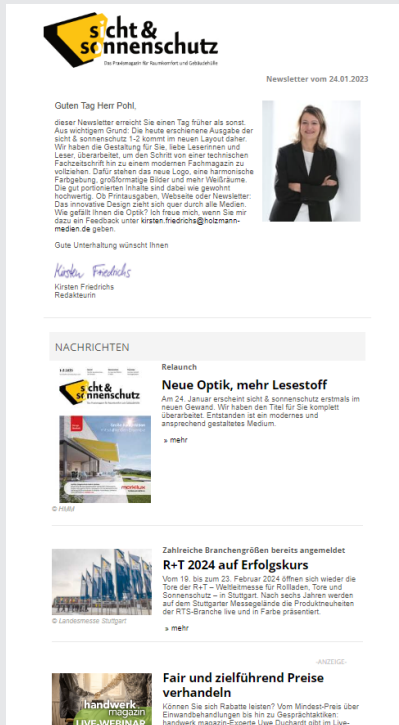 sicht &
sonnenschutz
Das Praxismagazin für Raumkomfort und Gebäudehülle
Newsletter vom 24.01.2023
Guten Tag Herr Pohl,
dieser Newsletter erreicht Sie einen Tag früher als sonst.
Aus wichtigem Grund: Die heute erschienene Ausgabe der
sicht & sonnenschutz 1-2 kommt im neuen Layout daher.
Wir haben die Gestaltung für Sie, liebe Leserinnen und
Leser, überarbeitet, um den Schritt von einer technischen
Fachzeitschrift hin zu einem modernen Fachmagazin zu
vollziehen. Dafür stehen das neue Logo, eine harmonische
Farbgebung, großformatige Bilder und mehr Weißräume.
Die gut portionierten Inhalte sind dabei wie gewohnt
hochwertig. Ob Printausgaben, Webseite oder Newsletter:
Das innovative Design zieht sich quer durch alle Medien.
Wie gefällt Ihnen die Optik? Ich freue mich, wenn Sie mir
dazu ein Feedback unter kirsten.friedrichs@holzmann-
medien.de geben.
Gute Unterhaltung wünscht Ihnen
Kirsten Friedrichs
Kirsten Friedrichs
Redakteurin
NACHRICHTEN
sicht &
sonnenschutz
© HMM
Relaunch
Neue Optik, mehr Lesestoff
Am 24. Januar erscheint sicht & sonnenschutz erstmals im
neuen Gewand. Wir haben den Titel für Sie komplett
überarbeitet. Entstanden ist ein modernes und
ansprechend gestaltetes Medium.
» mehr
© Landesmesse Stuttgart
Zahlreiche Branchengrößen bereits angemeldet
R+T 2024 auf Erfolgskurs
Vom 19. bis zum 23. Februar 2024 öffnen sich wieder die
Tore der R+T – Weltleitmesse für Rollladen, Tore und
Sonnenschutz – in Stuttgart. Nach sechs Jahren werden
auf dem Stuttgarter Messegelände die Produktneuheiten
der RTS-Branche live und in Farbe präsentiert.
» mehr
-ANZEIGE-
handwerk
magazin
LIVE-WEBINAR
Fair und zielführend Preise
verhandeln
Können Sie sich Rabatte leisten? Vom Mindest-Preis über
Einwandbehandlungen bis hin zu Gesprächtaktiken:
handwerk magazin-Experte Uwe Duchardt gibt im Live-